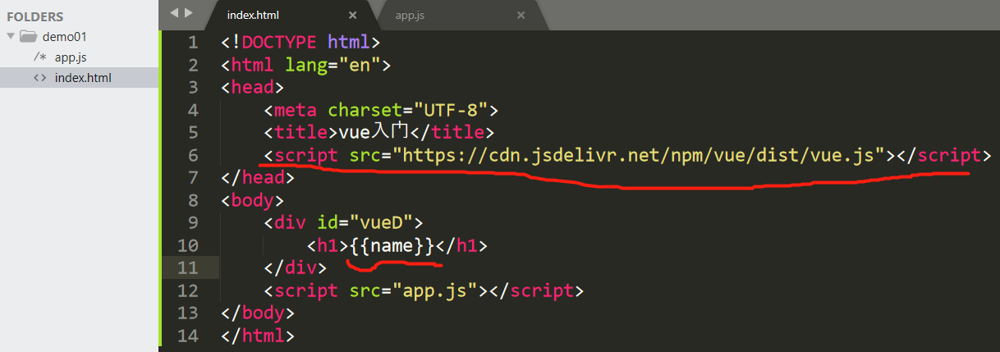 FOLDERS
demo01
/* app.js
<> index.html
index.html ×
app.js ×
1 <!DOCTYPE html>
2 <html lang="en">
3 <head>
4 <meta charset="UTF-8">
5 <title>vue入门</title>
6 <script src="https://cdn.jsdelivr.net/npm/vue/dist/vue.js"></script>
7 </head>
8 <body>
9 <div id="vueD">
10 <h1>{{name}}</h1>
11 </div>
12 <script src="app.js"></script>
13 </body>
14 </html>